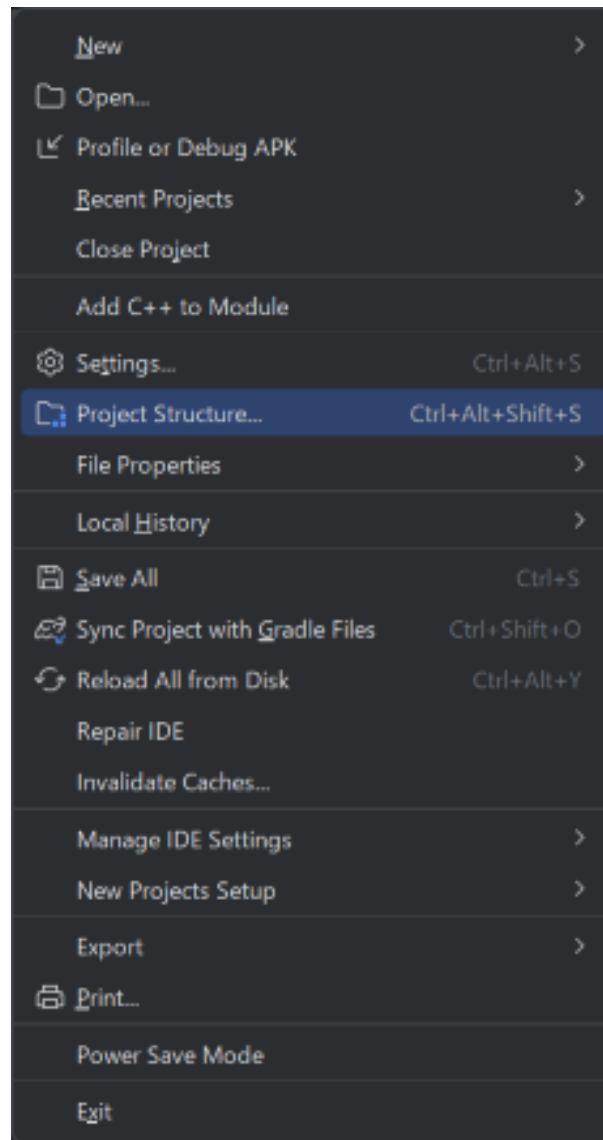 New
Open...
Profile or Debug APK
Recent Projects
Close Project
Add C++ to Module
Settings... Ctrl+Alt+S
Project Structure... Ctrl+Alt+Shift+S
File Properties
Local History
Save All Ctrl+S
Sync Project with Gradle Files Ctrl+Shift+O
Reload All from Disk Ctrl+Alt+Y
Repair IDE
Invalidate Caches...
Manage IDE Settings
New Projects Setup
Export
Print...
Power Save Mode
Exit